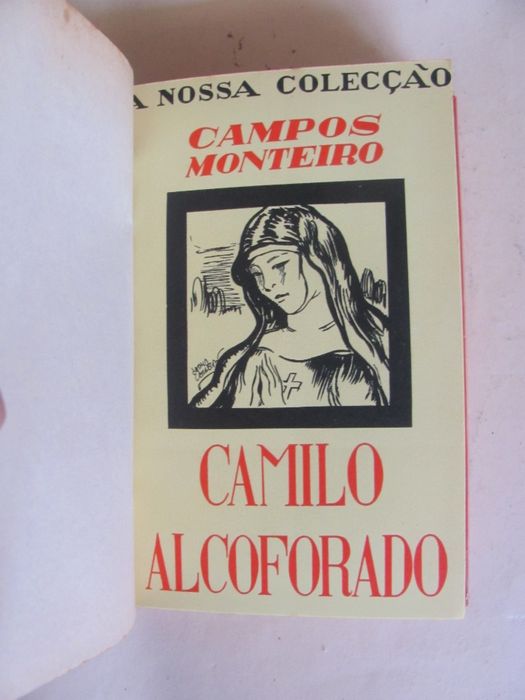 A NOSSA COLECÇÃO
CAMPOS
MONTEIRO
CAMILO
ALCOFORADO